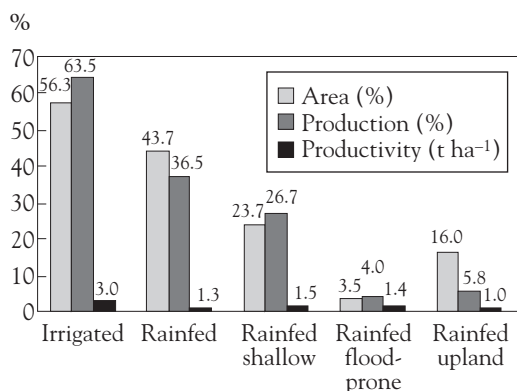 %
70
60
50
40
30
20
10
0
56.3
63.5
3.0
43.7
36.5
1.3
23.7
26.7
1.5
3.5
4.0
1.4
16.0
5.8
1.0
Area (%)
Production (%)
Productivity (t ha⁻¹)
Irrigated
Rainfed
Rainfed
shallow
Rainfed
flood-
prone
Rainfed
upland